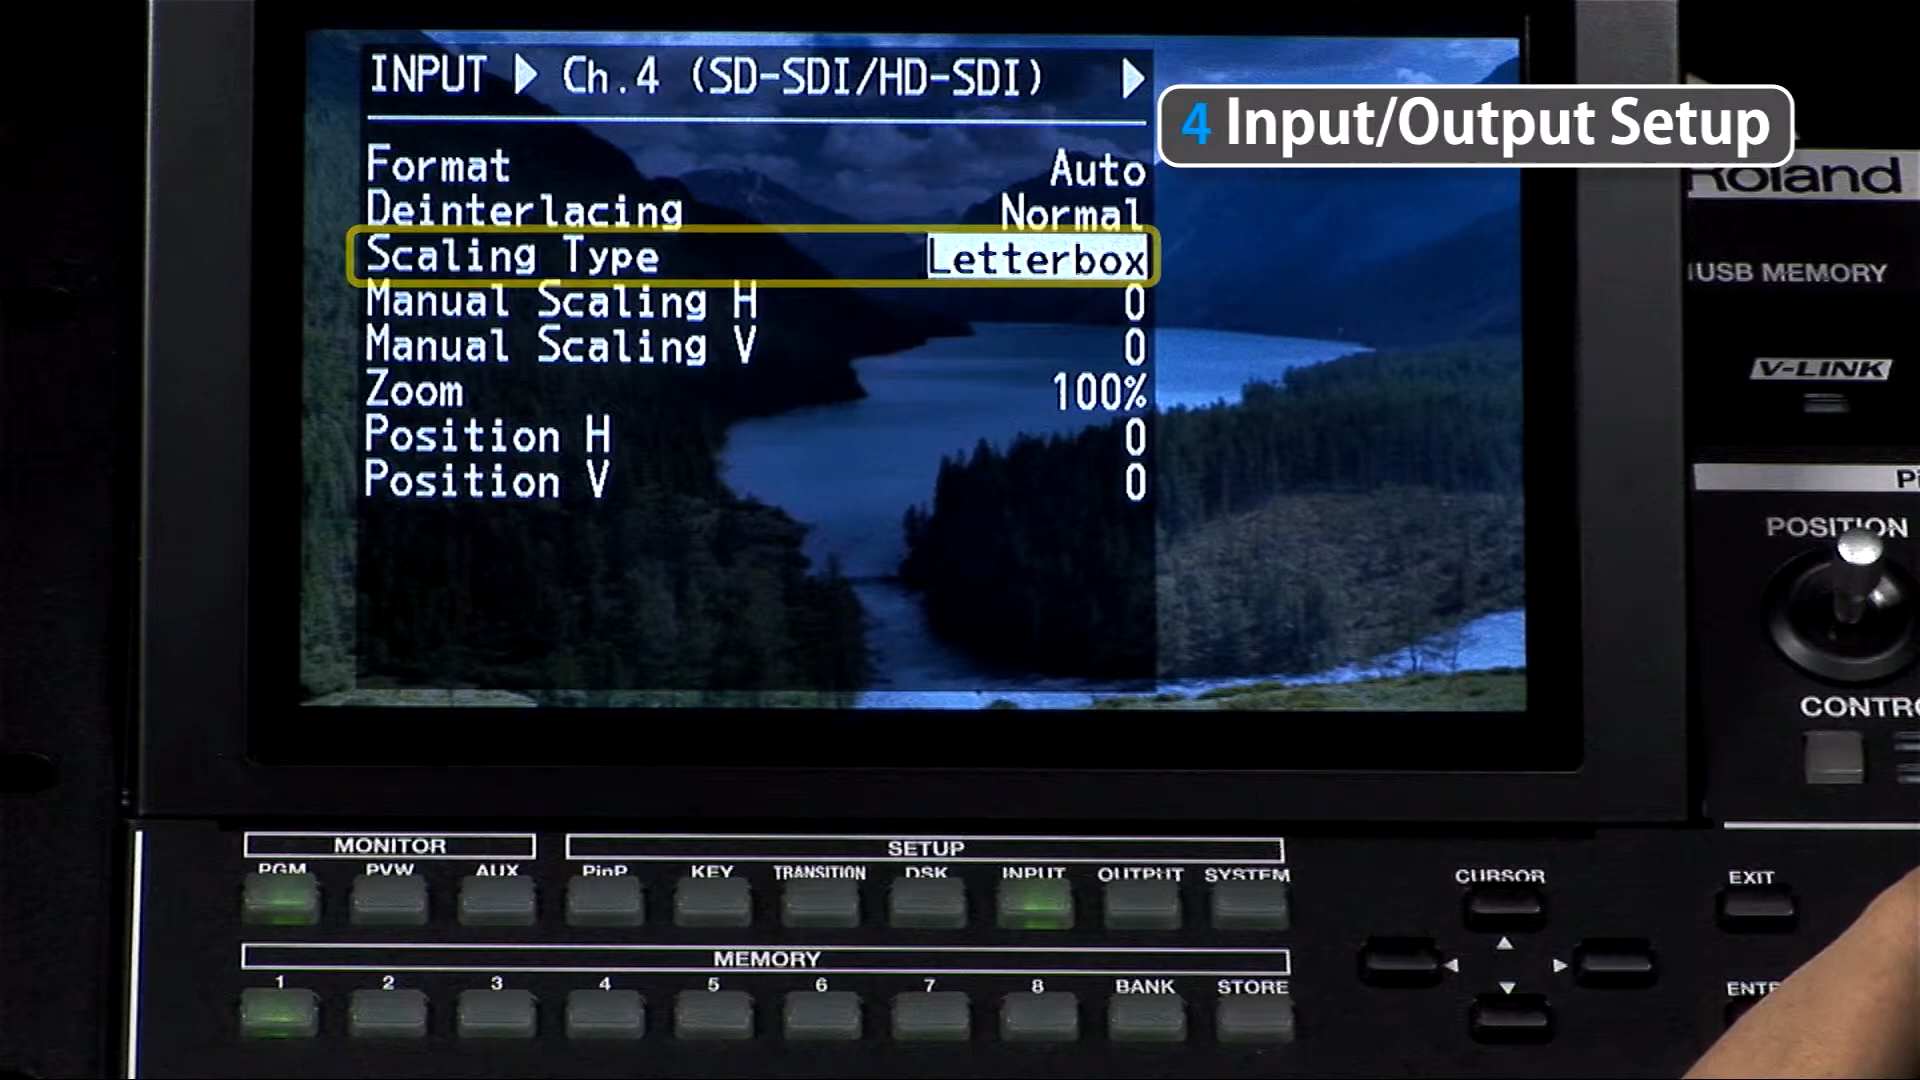 INPUT ▶ Ch.4 (SD-SDI/HD-SDI) ▶
4 Input/Output Setup
Format Auto
Deinterlacing Normal
Scaling Type Letterbox
Manual Scaling H 0
Manual Scaling V 0
Zoom 100%
Position H 0
Position V 0
Roland
USB MEMORY
V-LINK
POSITION
MONITOR SETUP
PGM PVW AUX PinP KEY TRANSITION DSK INPUT OUTPUT SYSTEM
CURSOR EXIT
MEMORY
1 2 3 4 5 6 7 8 BANK STORE